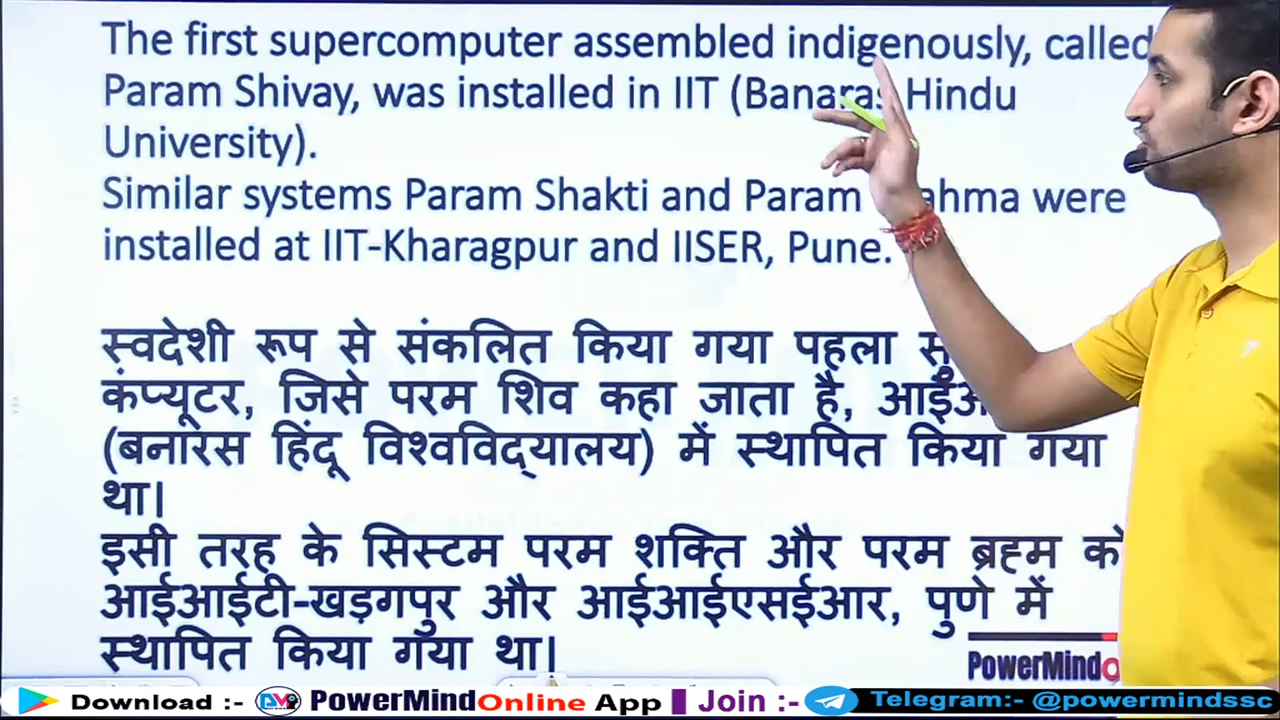 The first supercomputer assembled indigenously, called
Param Shivay, was installed in IIT (Banaras Hindu
University).
Similar systems Param Shakti and Param were
installed at IIT-Kharagpur and IISER, Pune.
स्वदेशी रूप से संकलित किया गया पहला
कंप्यूटर, जिसे परम शिव कहा जाता है,
(बनारस हिंदू विश्वविद्यालय) में स्थापित किया गया
था।
इसी तरह के सिस्टम परम शक्ति और परम ब्रह्म को
आईआईटी-खड़गपुर और आईआईएसईआर, पुणे में
स्थापित किया गया था।
PowerMind
Download :- PowerMindOnline App Join :- Telegram:- @powermindssc